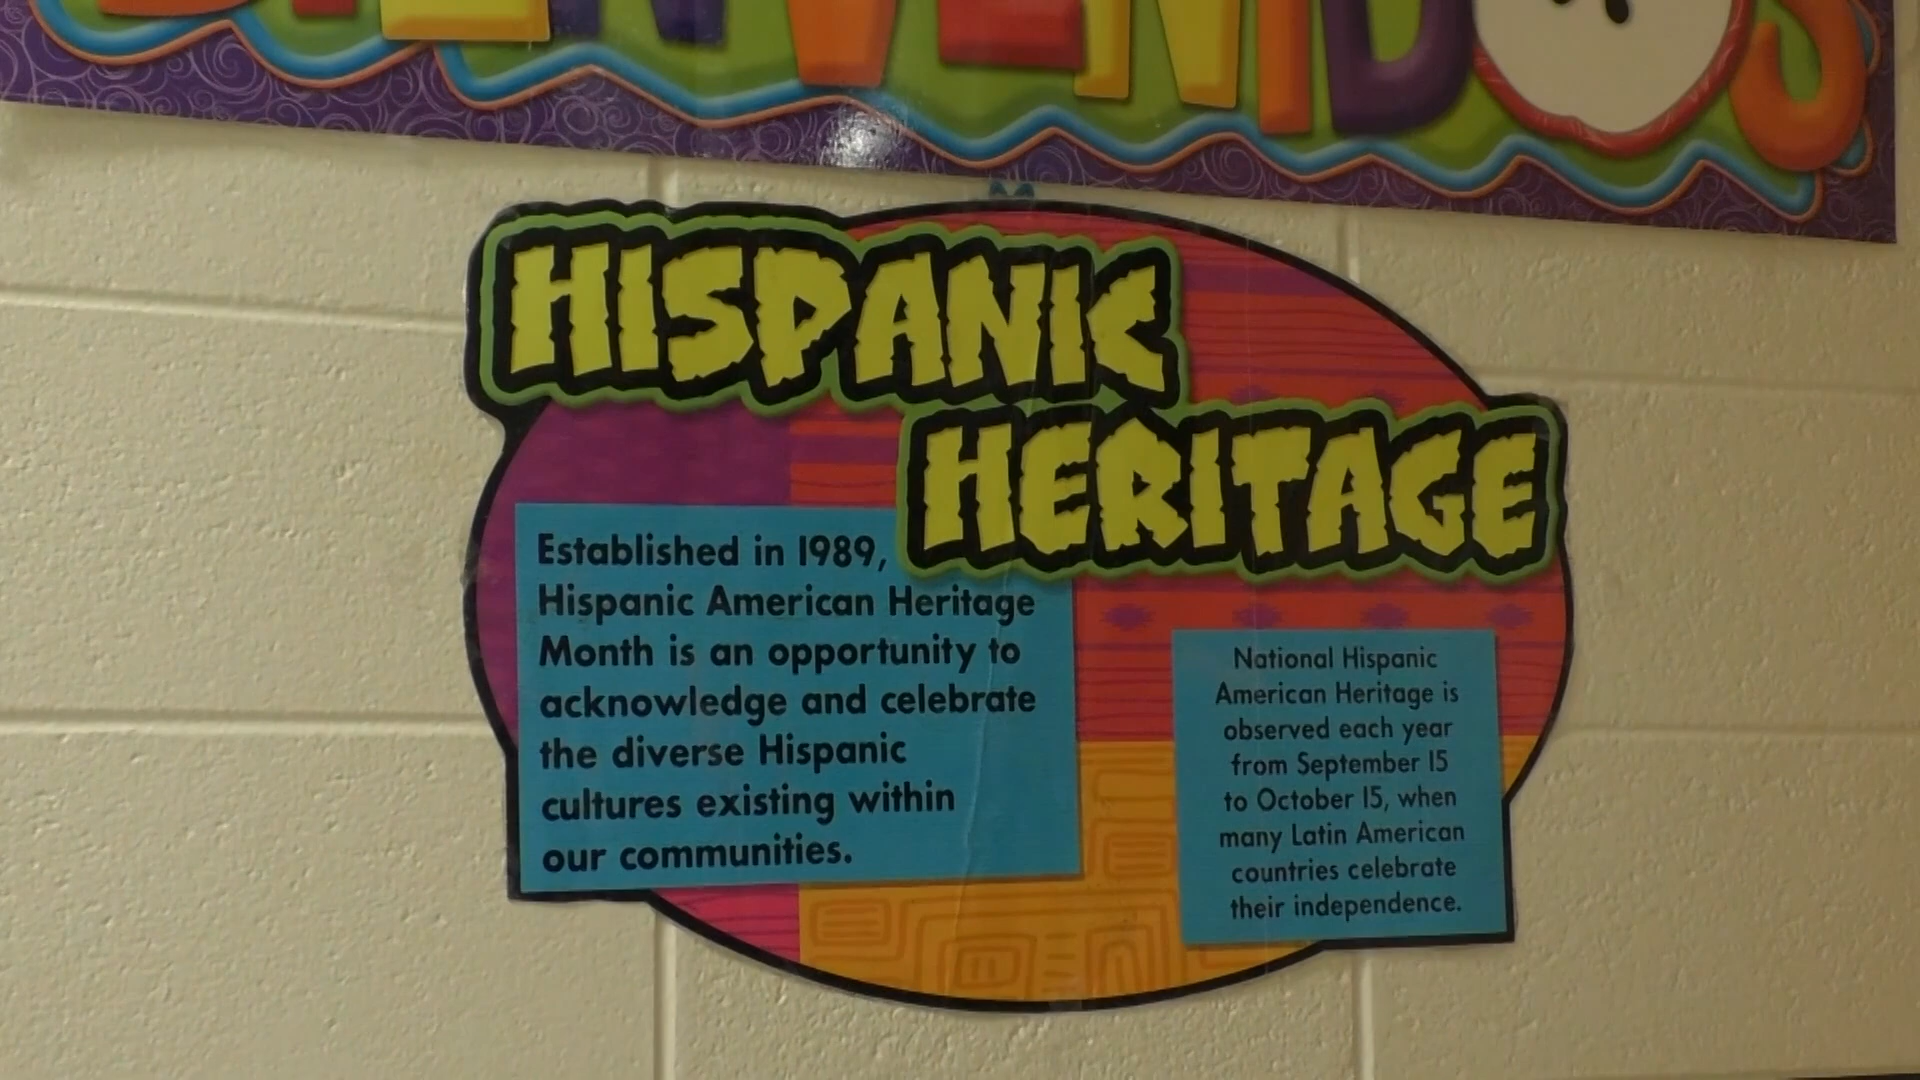 BIENVENIDOS
HISPANIC
HERITAGE
Established in 1989,
Hispanic American Heritage
Month is an opportunity to
acknowledge and celebrate
the diverse Hispanic
cultures existing within
our communities.
National Hispanic
American Heritage is
observed each year
from September 15
to October 15, when
many Latin American
countries celebrate
their independence.